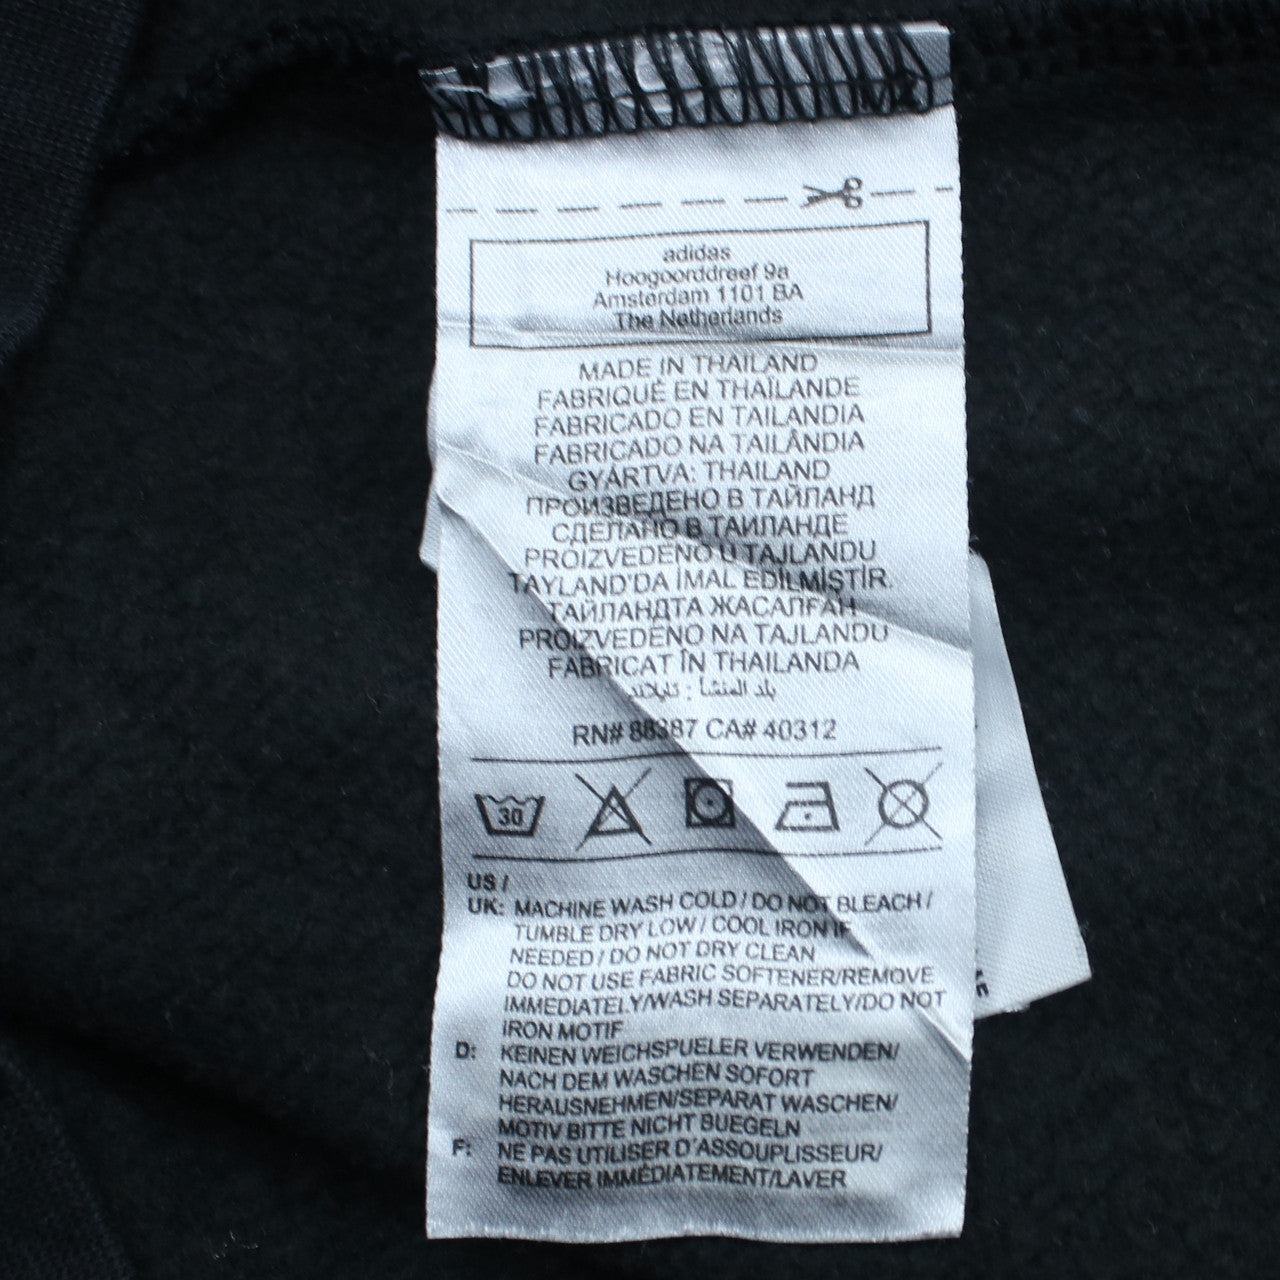 adidas
Hoogoorddreef 9a
Amsterdam 1101 BA
The Netherlands
MADE IN THAILAND
FABRIQUÉ EN THAÏLANDE
FABRICADO EN TAILANDIA
FABRICADO NA TAILÂNDIA
GYÁRTVA: THAILAND
ПРОИЗВЕДЕНО В ТАЙЛАНД
СДЕЛАНО В ТАИЛАНДЕ
PROIZVEDENO U TAJLANDU
TAYLAND'DA İMAL EDİLMİŞTİR.
ТАЙЛАНДТА ЖАСАЛҒАН
PROIZVEDENO NA TAJLANDU
FABRICAT ÎN THAILANDA
بلد المنشأ : تايلاند
RN# 88387 CA# 40312
30
US /
UK: MACHINE WASH COLD / DO NOT BLEACH /
TUMBLE DRY LOW / COOL IRON IF
NEEDED / DO NOT DRY CLEAN
DO NOT USE FABRIC SOFTENER/REMOVE
IMMEDIATELY/WASH SEPARATELY/DO NOT
IRON MOTIF
D: KEINEN WEICHSPUELER VERWENDEN/
NACH DEM WASCHEN SOFORT
HERAUSNEHMEN/SEPARAT WASCHEN/
MOTIV BITTE NICHT BUEGELN
F: NE PAS UTILISER D'ASSOUPLISSEUR/
ENLEVER IMMÉDIATEMENT/LAVER